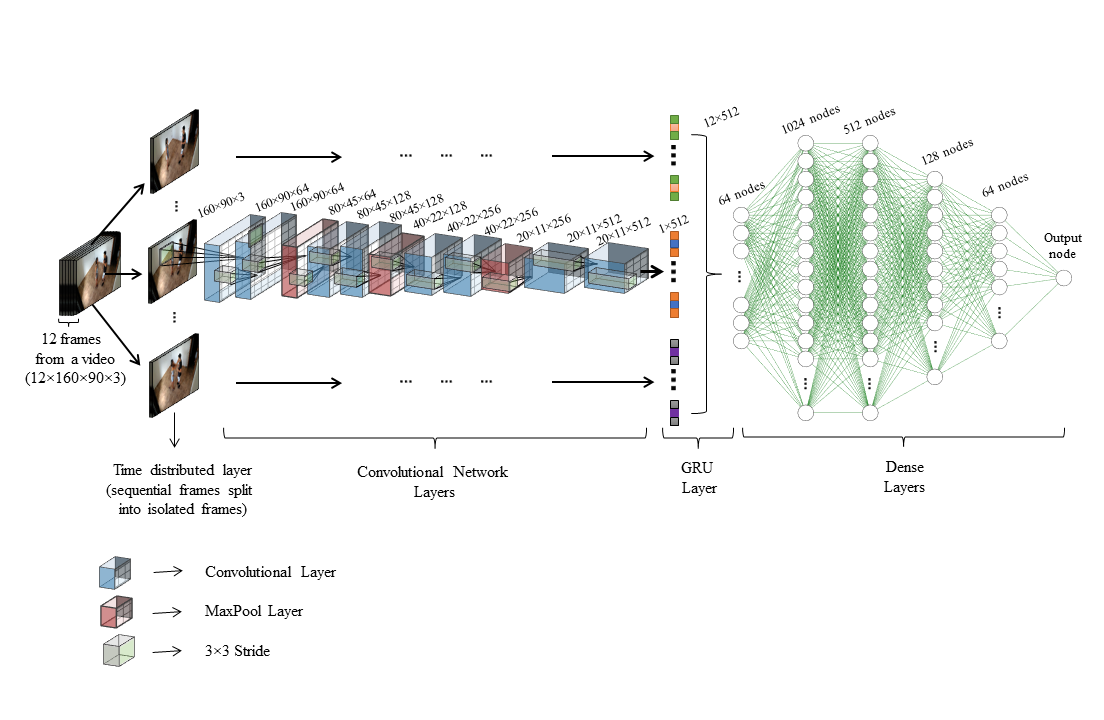 12×512
1024 nodes
512 nodes
128 nodes
64 nodes
64 nodes
160×90×3
160×90×64
160×90×64
80×45×64
80×45×128
80×45×128
40×22×128
40×22×256
40×22×256
20×11×256
20×11×512
20×11×512
1×512
Output
node
12 frames
from a video
(12×160×90×3)
Time distributed layer
(sequential frames split
into isolated frames)
Convolutional Network
Layers
GRU
Layer
Dense
Layers
Convolutional Layer
MaxPool Layer
3×3 Stride